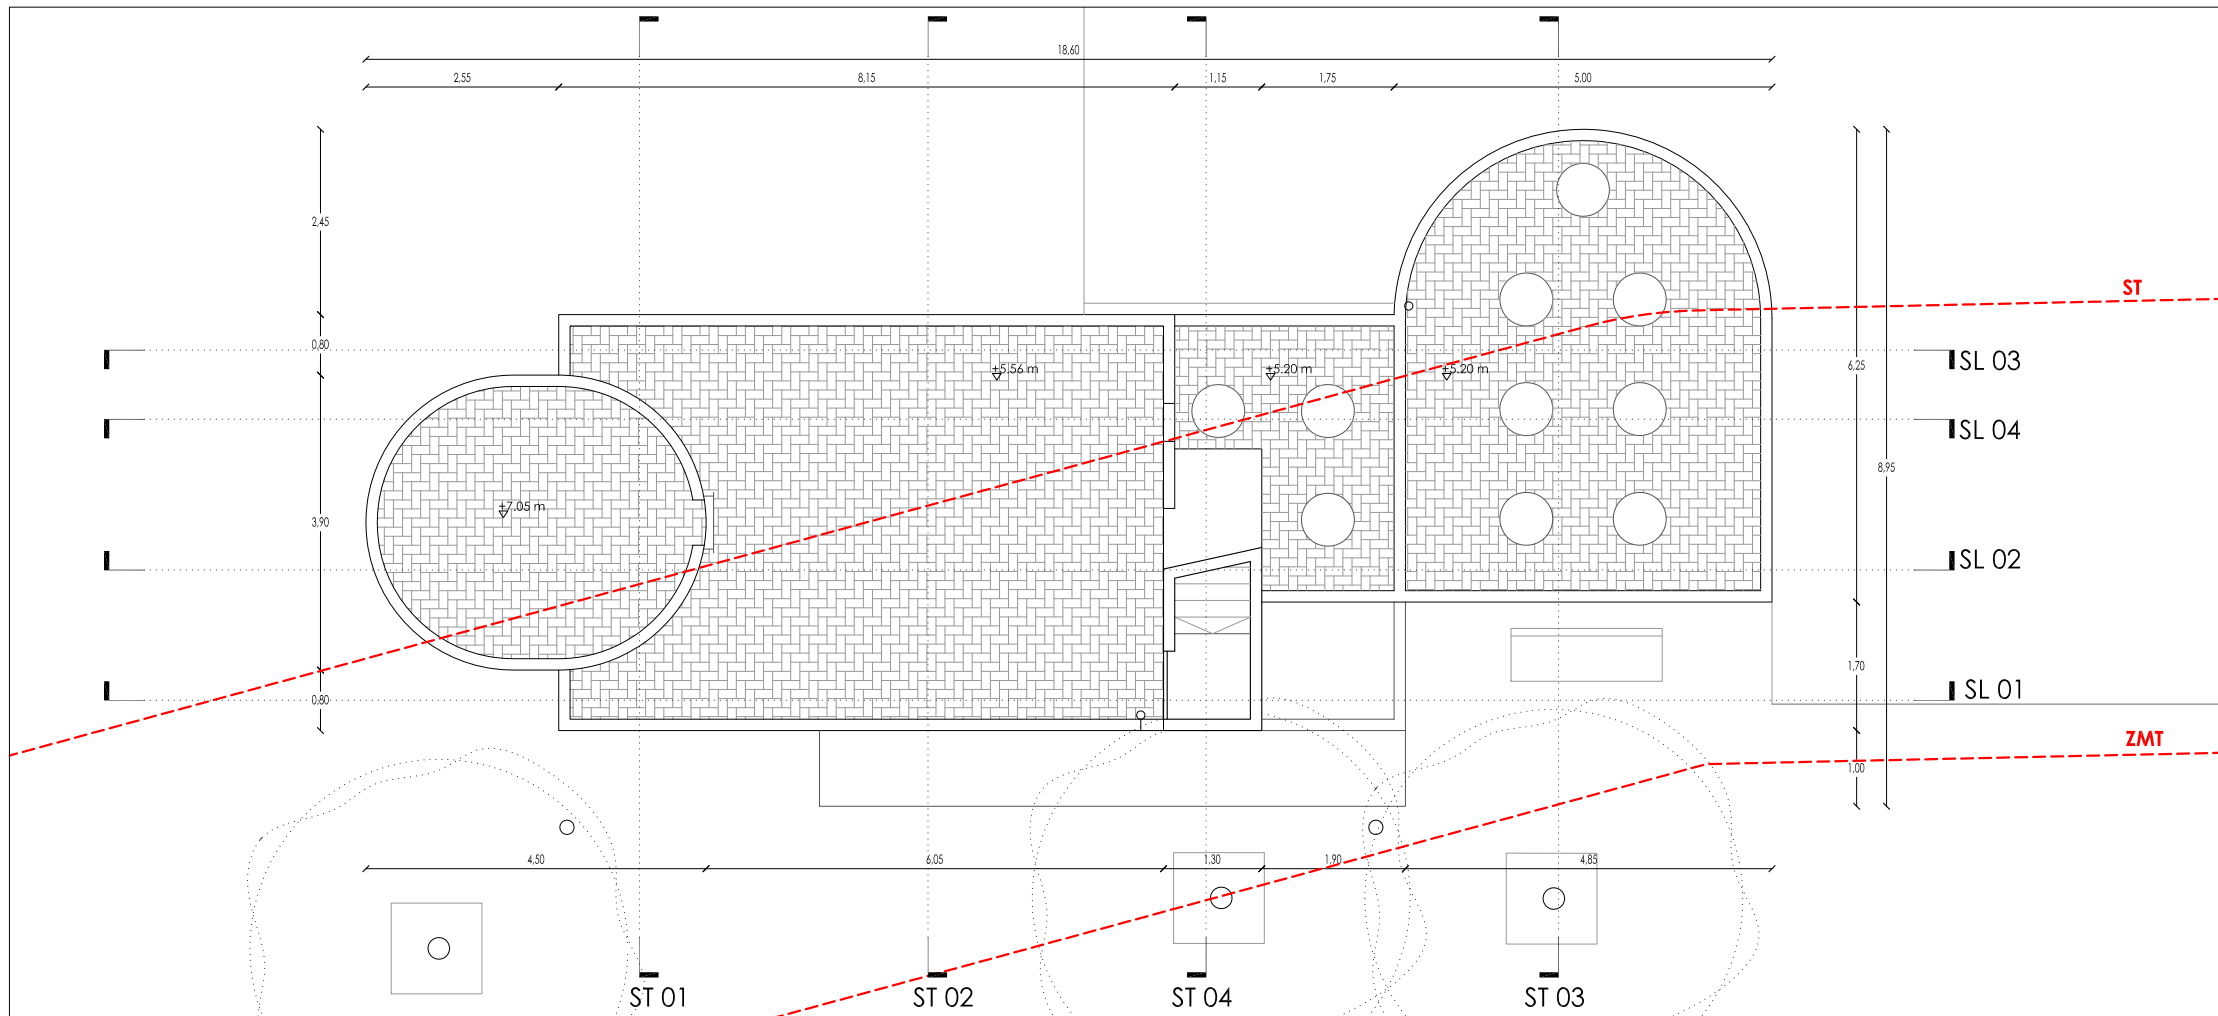 18,60
2,55
8,15
1,15
1,75
5,00
2,45
ST
0,80
SL 03
±5.56 m
±5.20 m
±5.20 m
6,25
SL 04
8,95
±7.05 m
3,90
SL 02
1,70
SL 01
0,80
ZMT
1,00
4,50
6,05
1,30
1,90
4,85
ST 01
ST 02
ST 04
ST 03